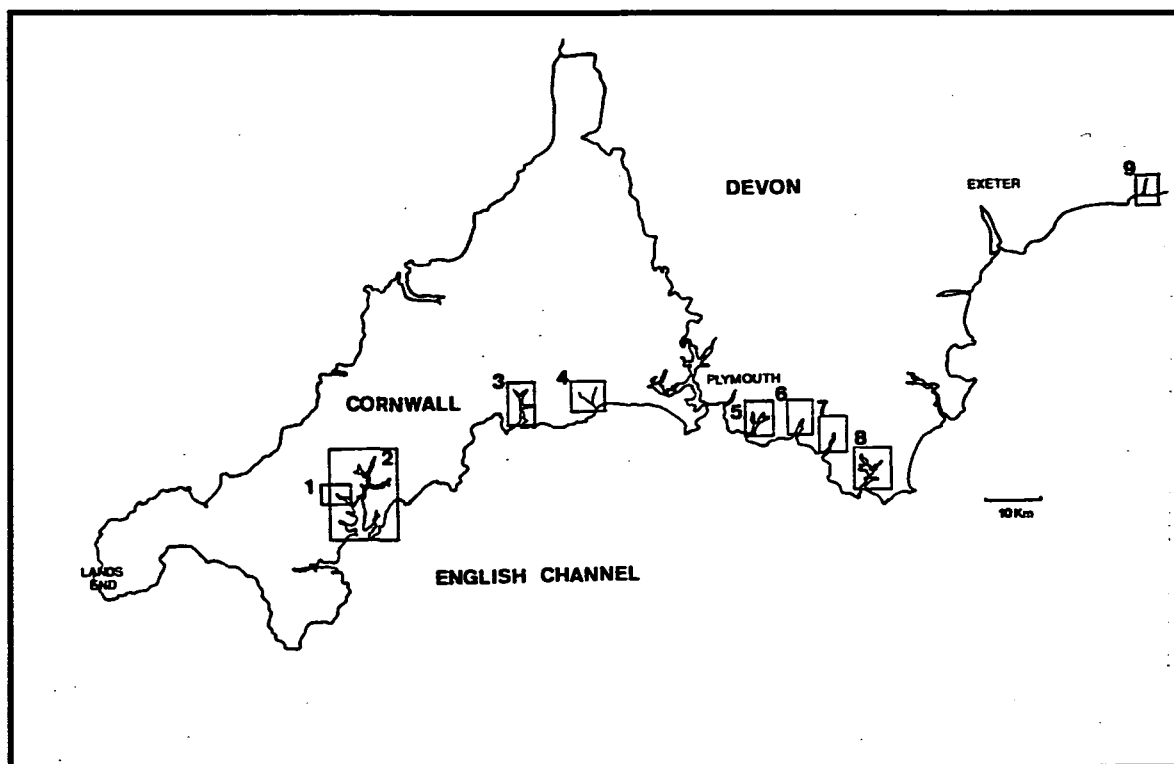 9
DEVON
EXETER
3
4
PLYMOUTH
6
CORNWALL
5
7
2
8
1
10Km
LANDS
END
ENGLISH CHANNEL